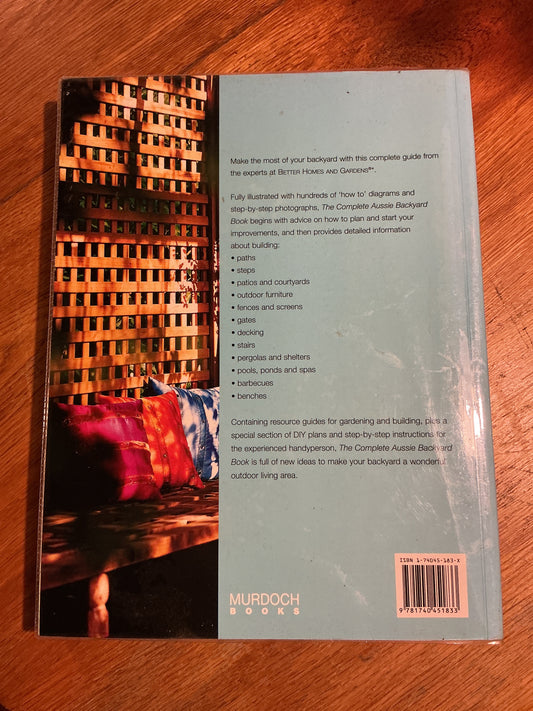 Make the most of your backyard with this complete guide from
the experts at BETTER HOMES AND GARDENS®*.
Fully illustrated with hundreds of 'how to' diagrams and
step-by-step photographs, The Complete Aussie Backyard
Book begins with advice on how to plan and start your
improvements, and then provides detailed information
about building:
• paths
• steps
• patios and courtyards
• outdoor furniture
• fences and screens
• gates
• decking
• stairs
• pergolas and shelters
• pools, ponds and spas
• barbecues
• benches
Containing resource guides for gardening and building, plus a
special section of DIY plans and step-by-step instructions for
the experienced handyperson, The Complete Aussie Backyard
Book is full of new ideas to make your backyard a wonderful
outdoor living area.
ISBN 1-74045-183-X
9 781740 451833
MURDOCH
BOOKS